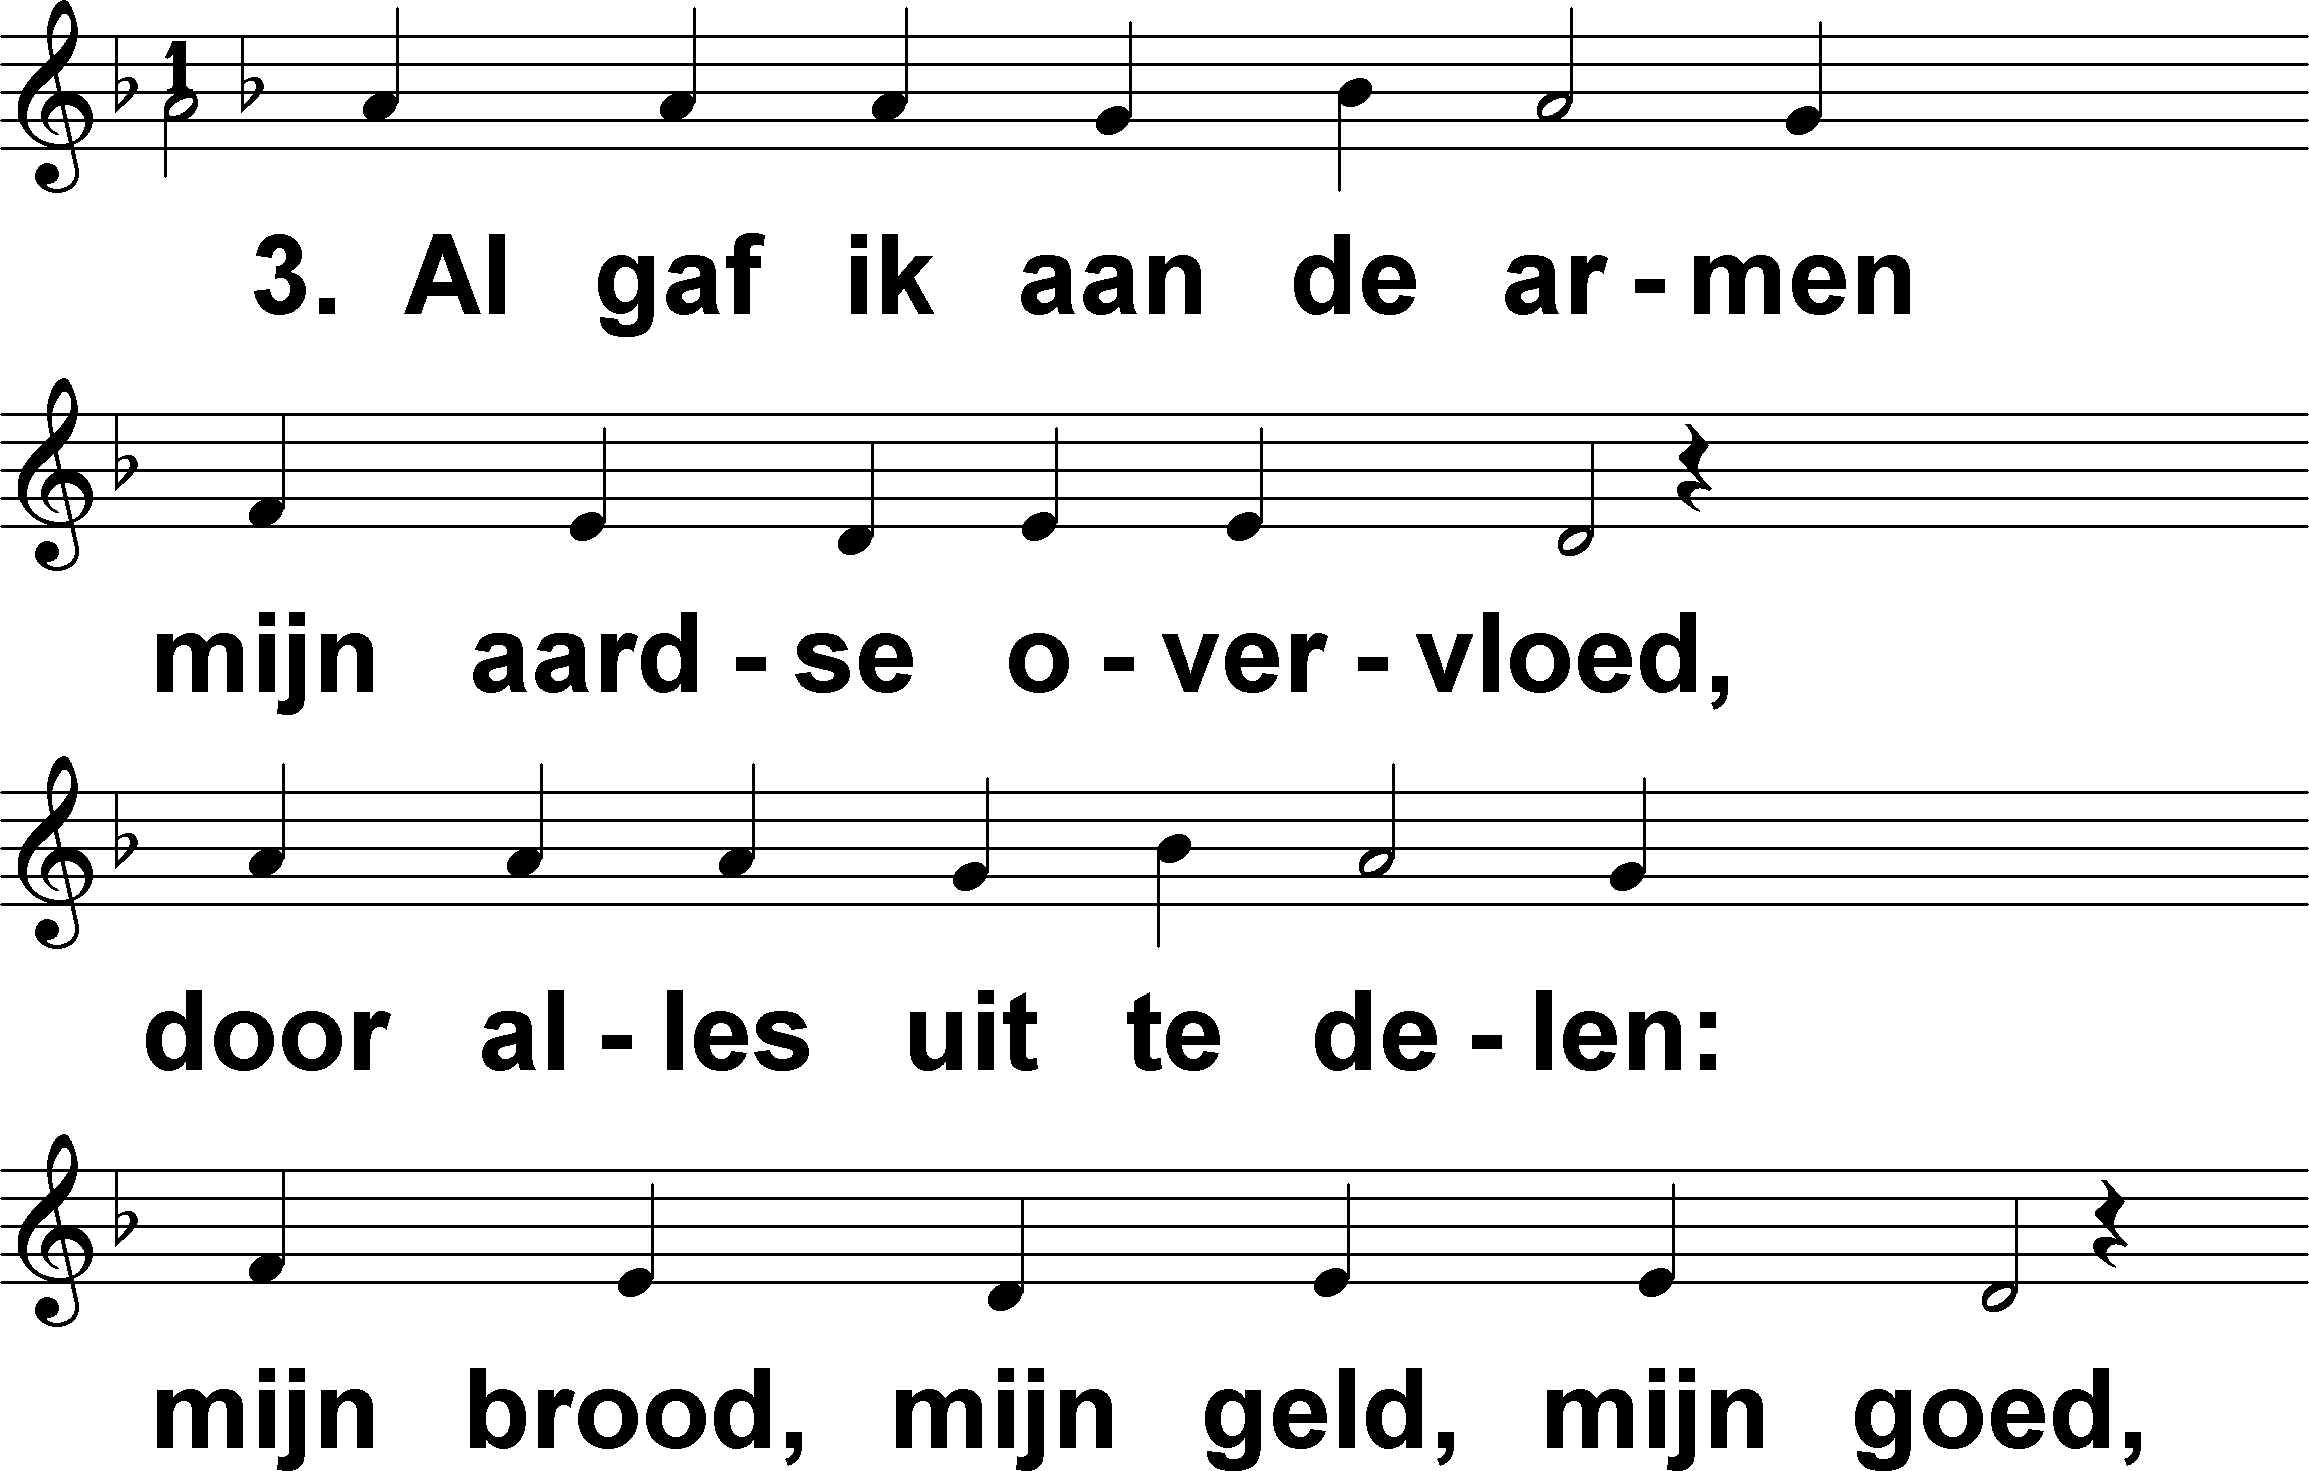 1
3. Al gaf ik aan de ar - men
mijn aard - se o - ver - vloed,
door al - les uit te de - len:
mijn brood, mijn geld, mijn goed,